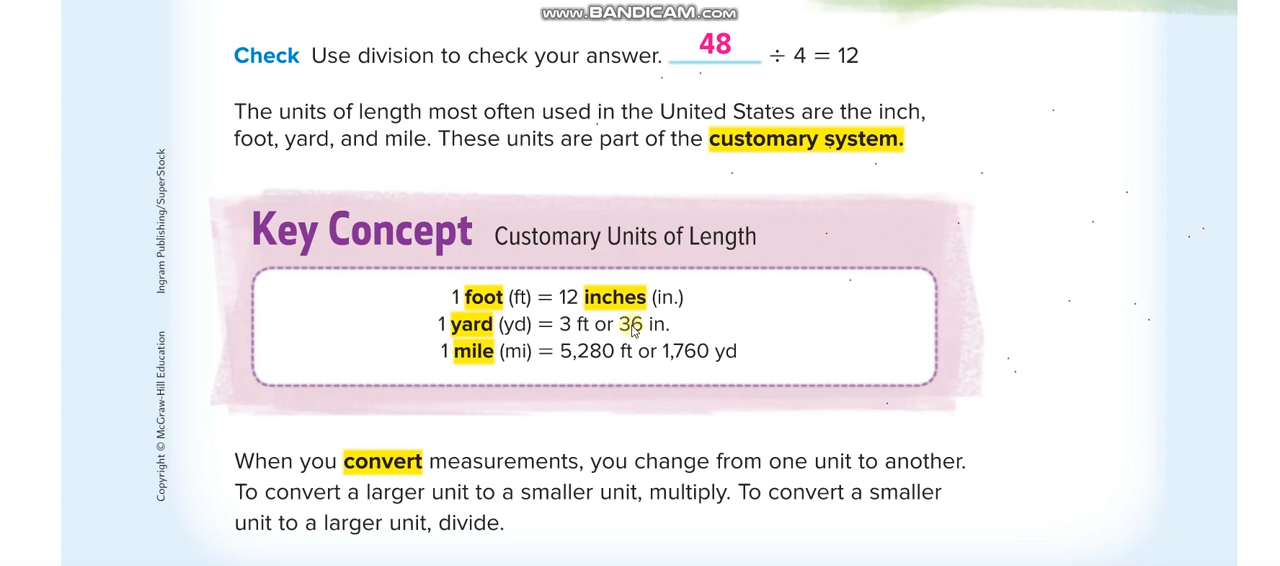 www.BANDICAM.com
Check Use division to check your answer. 48 ÷ 4 = 12
The units of length most often used in the United States are the inch,
foot, yard, and mile. These units are part of the customary system.
Key Concept Customary Units of Length
1 foot (ft) = 12 inches (in.)
1 yard (yd) = 3 ft or 36 in.
1 mile (mi) = 5,280 ft or 1,760 yd
When you convert measurements, you change from one unit to another.
To convert a larger unit to a smaller unit, multiply. To convert a smaller
unit to a larger unit, divide.
Copyright © McGraw-Hill Education Ingram Publishing/SuperStock